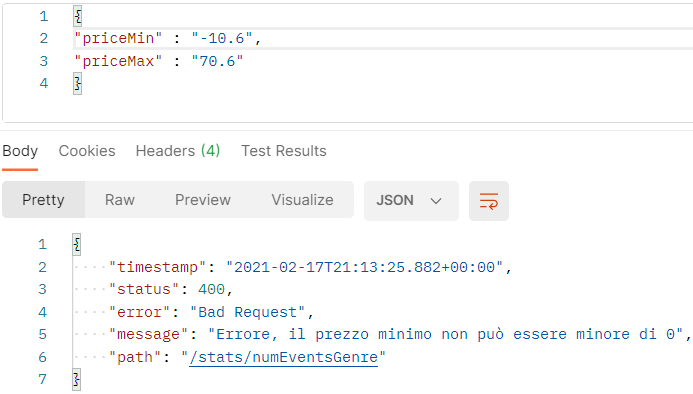 1 {
2 "priceMin" : "-10.6",
3 "priceMax" : "70.6"
4 }
Body Cookies Headers (4) Test Results
Pretty Raw Preview Visualize JSON
1 {
2 "timestamp": "2021-02-17T21:13:25.882+00:00",
3 "status": 400,
4 "error": "Bad Request",
5 "message": "Errore, il prezzo minimo non può essere minore di 0",
6 "path": "/stats/numEventsGenre"
7 }